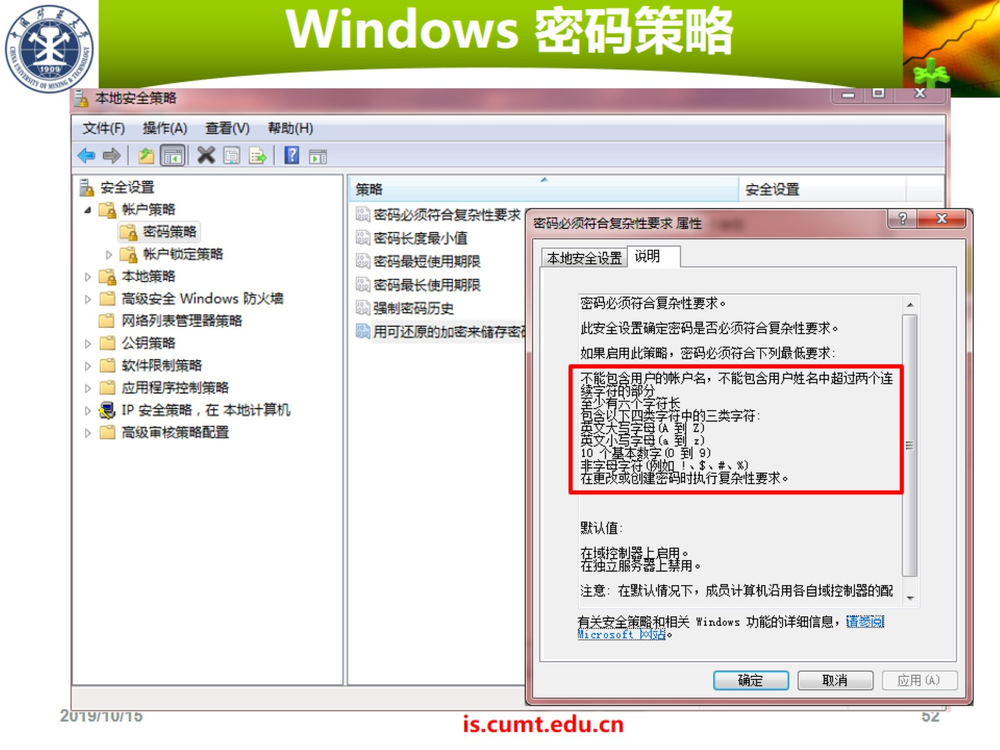 Windows 密码策略
中国矿业大学
1909
CHINA UNIVERSITY OF MINING & TECHNOLOGY
本地安全策略
文件(F) 操作(A) 查看(V) 帮助(H)
安全设置
帐户策略
密码策略
帐户锁定策略
本地策略
高级安全 Windows 防火墙
网络列表管理器策略
公钥策略
软件限制策略
应用程序控制策略
IP 安全策略，在 本地计算机
高级审核策略配置
策略
安全设置
密码必须符合复杂性要求
密码长度最小值
密码最短使用期限
密码最长使用期限
强制密码历史
用可还原的加密来储存密码
密码必须符合复杂性要求 属性
本地安全设置 说明
密码必须符合复杂性要求。
此安全设置确定密码是否必须符合复杂性要求。
如果启用此策略，密码必须符合下列最低要求:
不能包含用户的帐户名，不能包含用户姓名中超过两个连
续字符的部分
至少有六个字符长
包含以下四类字符中的三类字符:
英文大写字母(A 到 Z)
英文小写字母(a 到 z)
10 个基本数字(0 到 9)
非字母字符(例如 !、$、#、%)
在更改或创建密码时执行复杂性要求。
默认值:
在域控制器上启用。
在独立服务器上禁用。
注意: 在默认情况下，成员计算机沿用各自域控制器的配
有关安全策略和相关 Windows 功能的详细信息，请参阅
Microsoft 网站。
确定 取消 应用(A)
2019/10/15
is.cumt.edu.cn
52